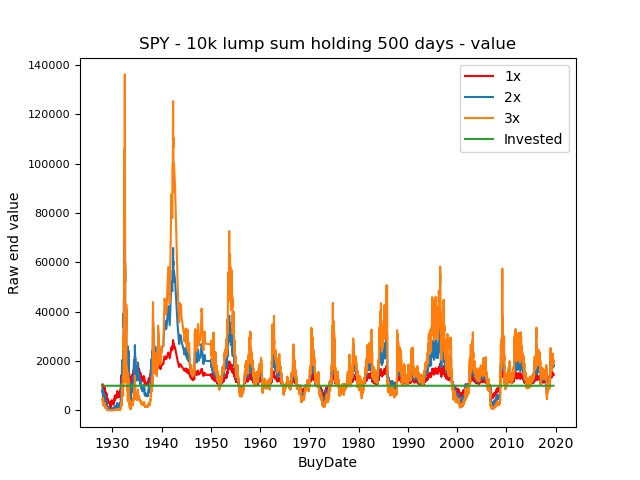 SPY - 10k lump sum holding 500 days - value
140000
120000
100000
80000
60000
40000
20000
0
Raw end value
1x
2x
3x
Invested
1930 1940 1950 1960 1970 1980 1990 2000 2010 2020
BuyDate